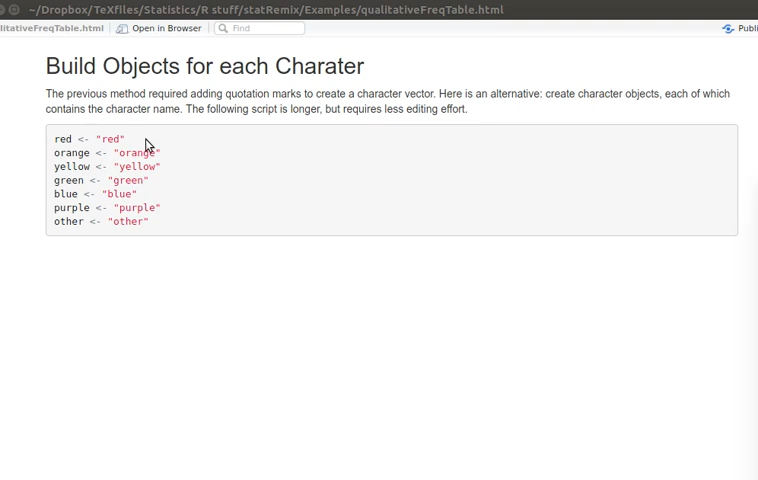 ~/Dropbox/TeXfiles/Statistics/R stuff/statRemix/Examples/qualitativeFreqTable.html
litativeFreqTable.html Open in Browser Find Publi
Build Objects for each Charater
The previous method required adding quotation marks to create a character vector. Here is an alternative: create character objects, each of which
contains the character name. The following script is longer, but requires less editing effort.
red <- "red"
orange <- "orange"
yellow <- "yellow"
green <- "green"
blue <- "blue"
purple <- "purple"
other <- "other"